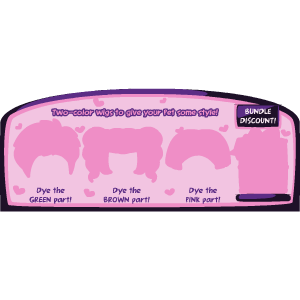 Two-color wigs to give your Pet some style!
BUNDLE
DISCOUNT!
Dye the
GREEN part!
Dye the
BROWN part!
Dye the
PINK part!